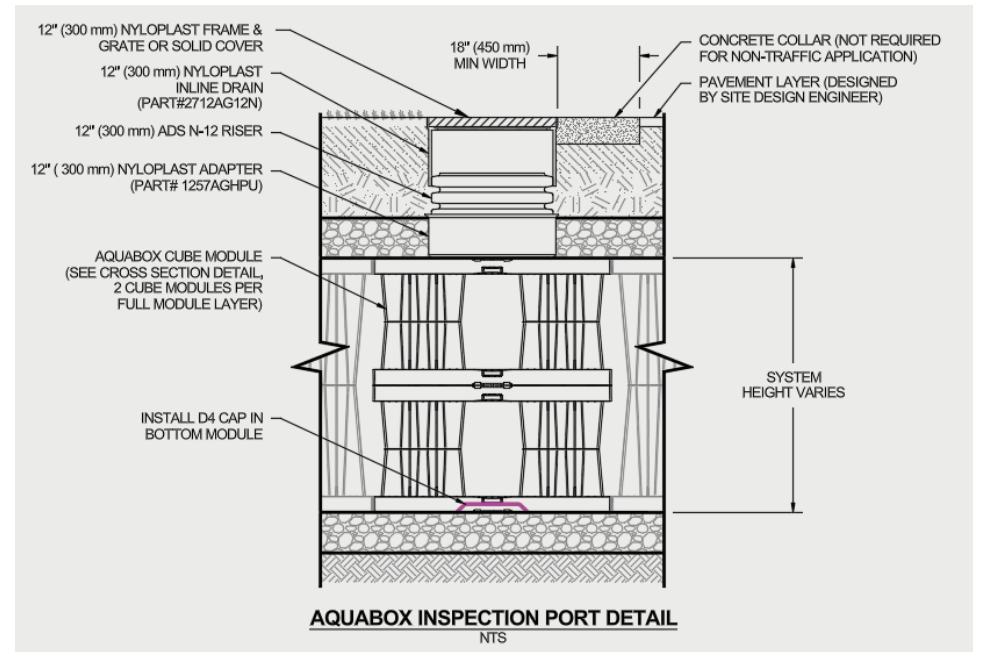 12" (300 mm) NYLOPLAST FRAME &
GRATE OR SOLID COVER
12" (300 mm) NYLOPLAST
INLINE DRAIN
(PART#2712AG12N)
12" (300 mm) ADS N-12 RISER
12" ( 300 mm) NYLOPLAST ADAPTER
(PART# 1257AGHPU)
AQUABOX CUBE MODULE
(SEE CROSS SECTION DETAIL,
2 CUBE MODULES PER
FULL MODULE LAYER)
INSTALL D4 CAP IN
BOTTOM MODULE
18" (450 mm)
MIN WIDTH
CONCRETE COLLAR (NOT REQUIRED
FOR NON-TRAFFIC APPLICATION)
PAVEMENT LAYER (DESIGNED
BY SITE DESIGN ENGINEER)
SYSTEM
HEIGHT VARIES
AQUABOX INSPECTION PORT DETAIL
NTS